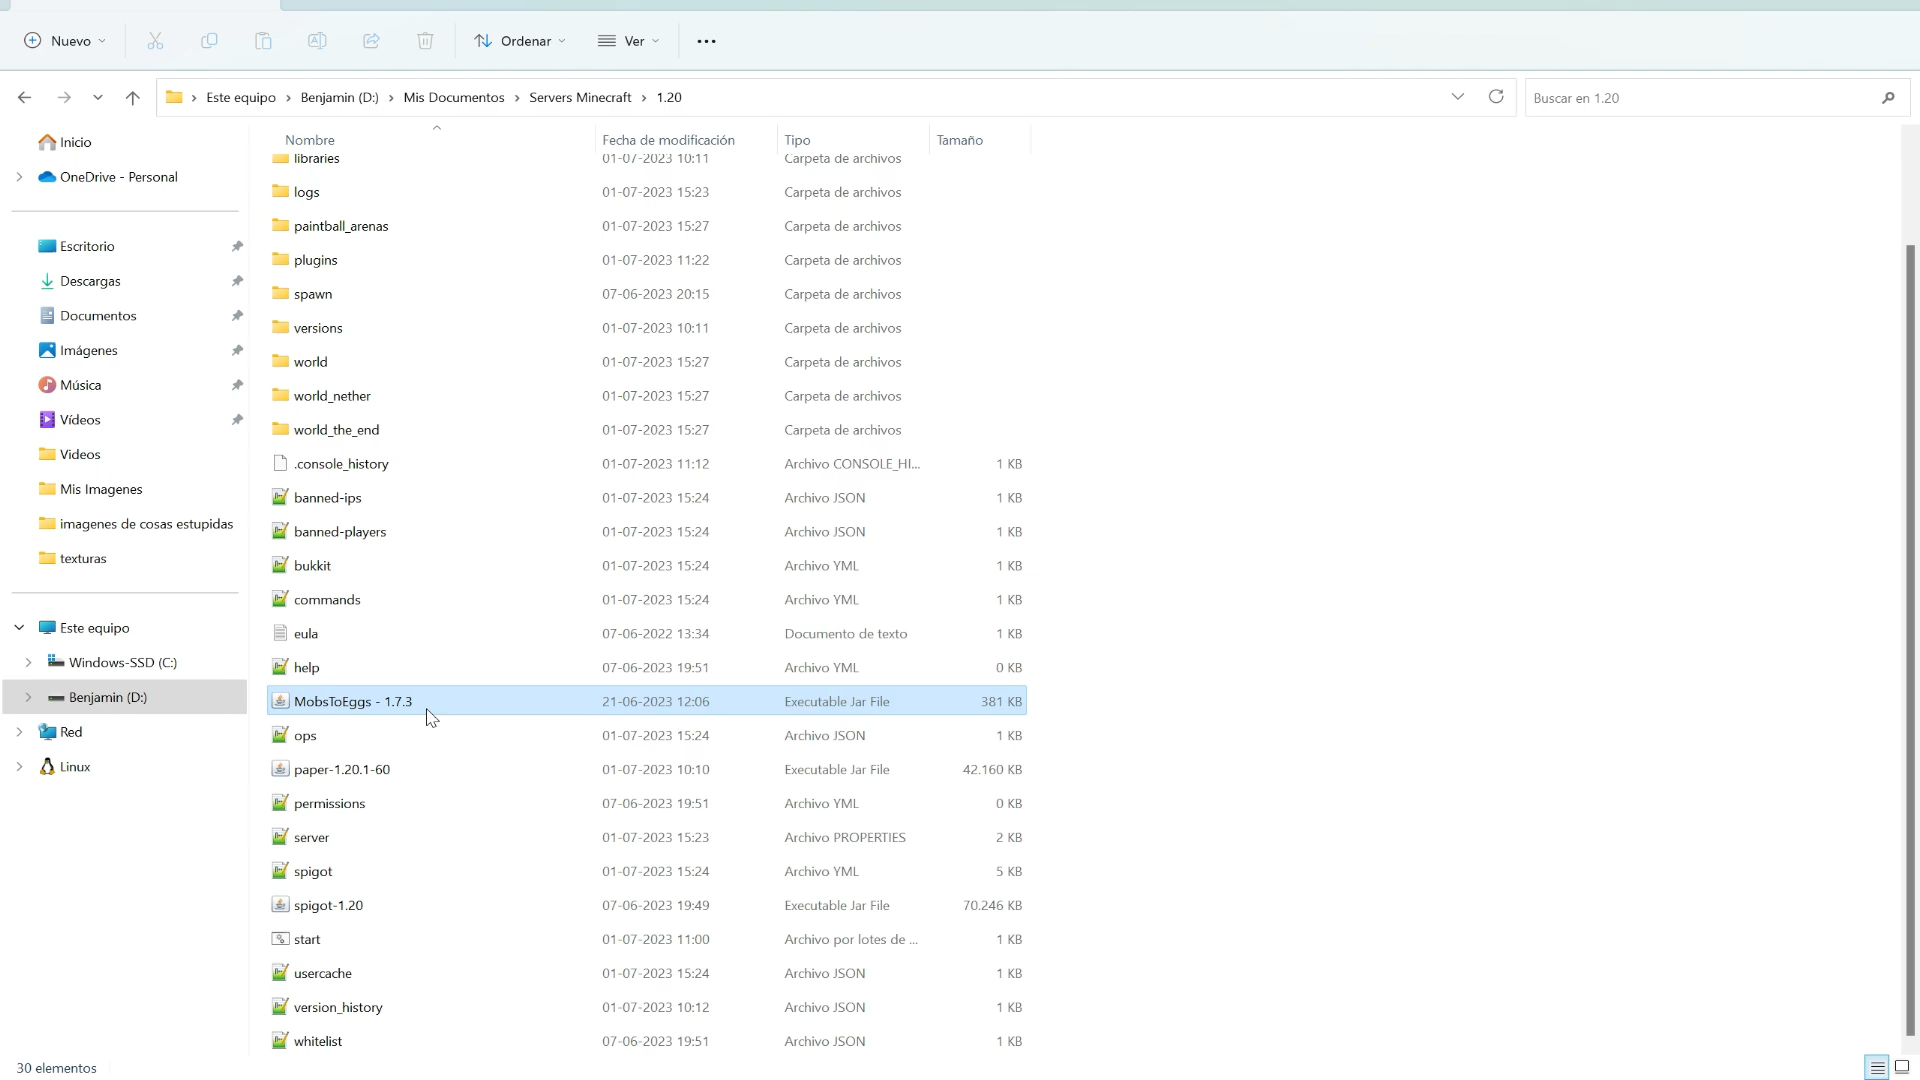 Nuevo
Ordenar
Ver
Este equipo > Benjamin (D:) > Mis Documentos > Servers Minecraft > 1.20
Buscar en 1.20
Inicio
OneDrive - Personal
Escritorio
Descargas
Documentos
Imágenes
Música
Vídeos
Videos
Mis Imagenes
imagenes de cosas estupidas
texturas
Este equipo
Windows-SSD (C:)
Benjamin (D:)
Red
Linux
Nombre Fecha de modificación Tipo Tamaño
libraries 01-07-2023 10:11 Carpeta de archivos
logs 01-07-2023 15:23 Carpeta de archivos
paintball_arenas 01-07-2023 15:27 Carpeta de archivos
plugins 01-07-2023 11:22 Carpeta de archivos
spawn 07-06-2023 20:15 Carpeta de archivos
versions 01-07-2023 10:11 Carpeta de archivos
world 01-07-2023 15:27 Carpeta de archivos
world_nether 01-07-2023 15:27 Carpeta de archivos
world_the_end 01-07-2023 15:27 Carpeta de archivos
.console_history 01-07-2023 11:12 Archivo CONSOLE_HI... 1 KB
banned-ips 01-07-2023 15:24 Archivo JSON 1 KB
banned-players 01-07-2023 15:24 Archivo JSON 1 KB
bukkit 01-07-2023 15:24 Archivo YML 1 KB
commands 01-07-2023 15:24 Archivo YML 1 KB
eula 07-06-2022 13:34 Documento de texto 1 KB
help 07-06-2023 19:51 Archivo YML 0 KB
MobsToEggs - 1.7.3 21-06-2023 12:06 Executable Jar File 381 KB
ops 01-07-2023 15:24 Archivo JSON 1 KB
paper-1.20.1-60 01-07-2023 10:10 Executable Jar File 42.160 KB
permissions 07-06-2023 19:51 Archivo YML 0 KB
server 01-07-2023 15:23 Archivo PROPERTIES 2 KB
spigot 01-07-2023 15:24 Archivo YML 5 KB
spigot-1.20 07-06-2023 19:49 Executable Jar File 70.246 KB
start 01-07-2023 11:00 Archivo por lotes de ... 1 KB
usercache 01-07-2023 15:24 Archivo JSON 1 KB
version_history 01-07-2023 10:12 Archivo JSON 1 KB
whitelist 07-06-2023 19:51 Archivo JSON 1 KB
30 elementos